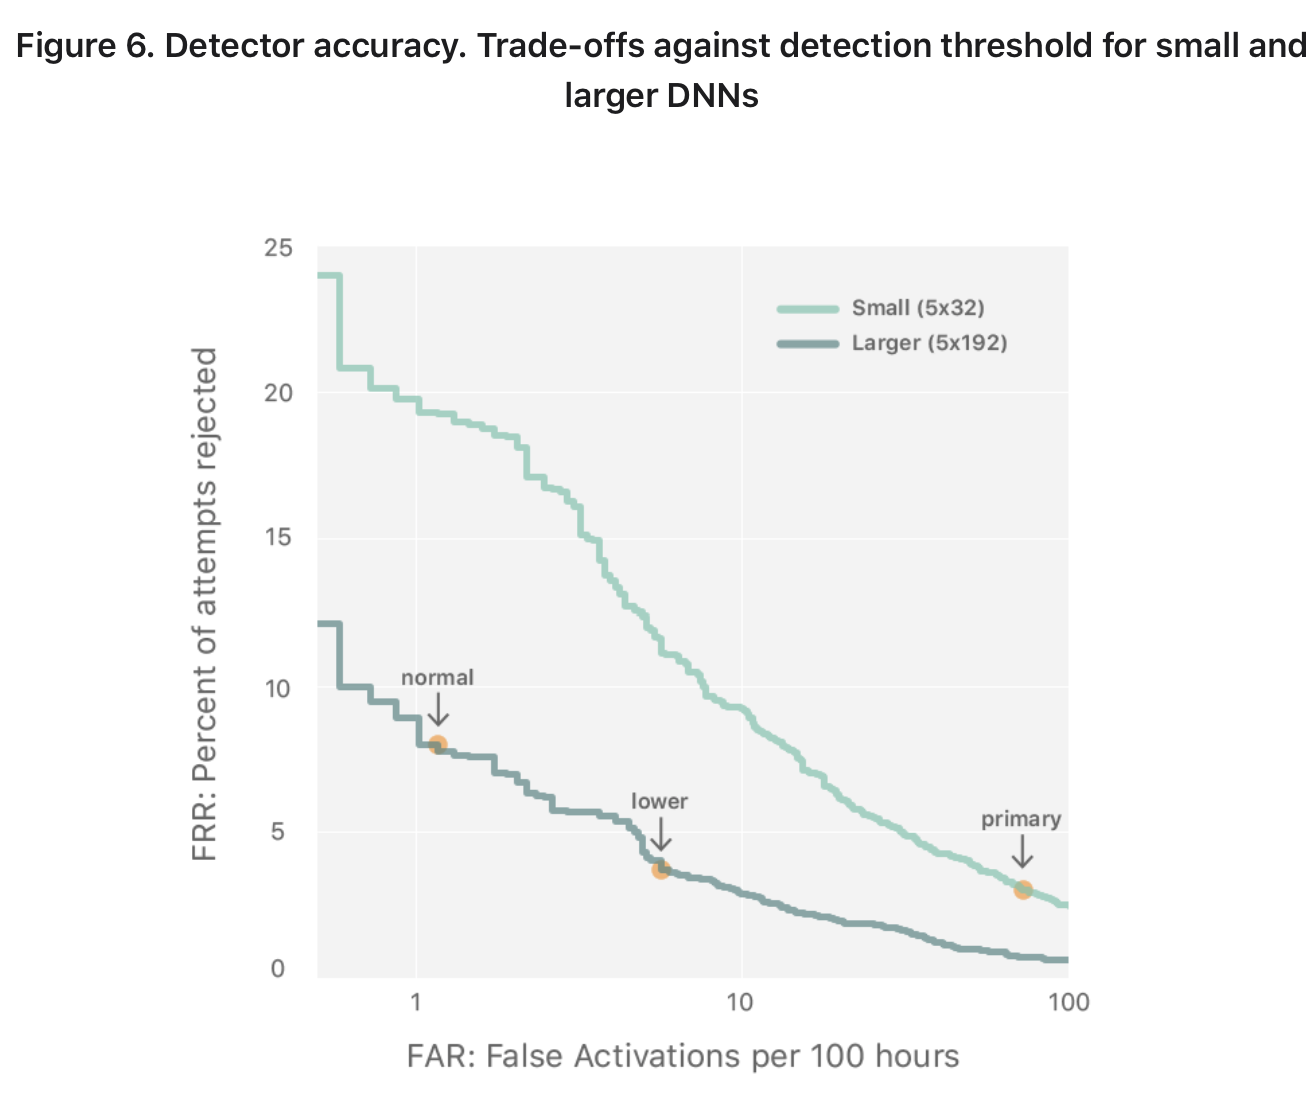 Figure 6. Detector accuracy. Trade-offs against detection threshold for small and
larger DNNs
25
20
15
10
5
0
FRR: Percent of attempts rejected
Small (5x32)
Larger (5x192)
normal
lower
primary
1
10
100
FAR: False Activations per 100 hours